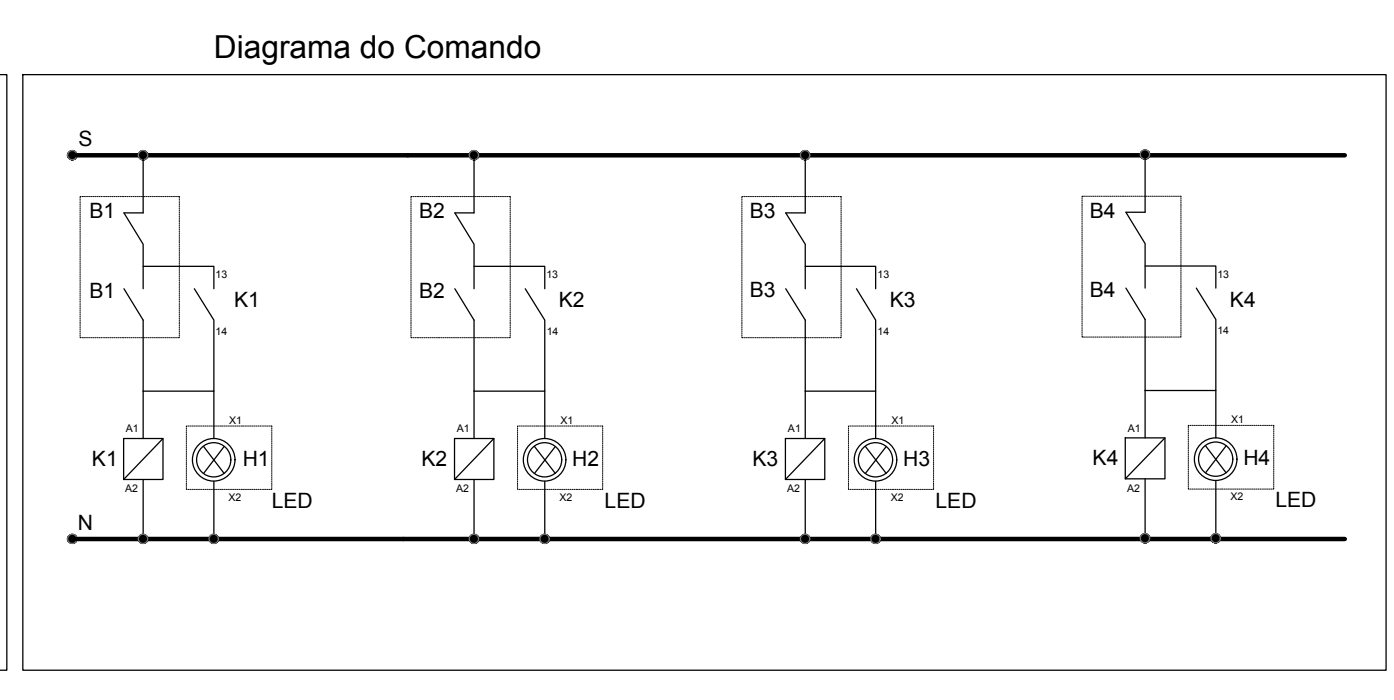 Diagrama do Comando
S
B1 B2 B3 B4
13 13 13 13
B1 K1 B2 K2 B3 K3 B4 K4
14 14 14 14
X1 X1 X1 X1
A1 A1 A1 A1
K1 H1 K2 H2 K3 H3 K4 H4
A2 X2 A2 X2 A2 X2 A2 X2
LED LED LED LED
N